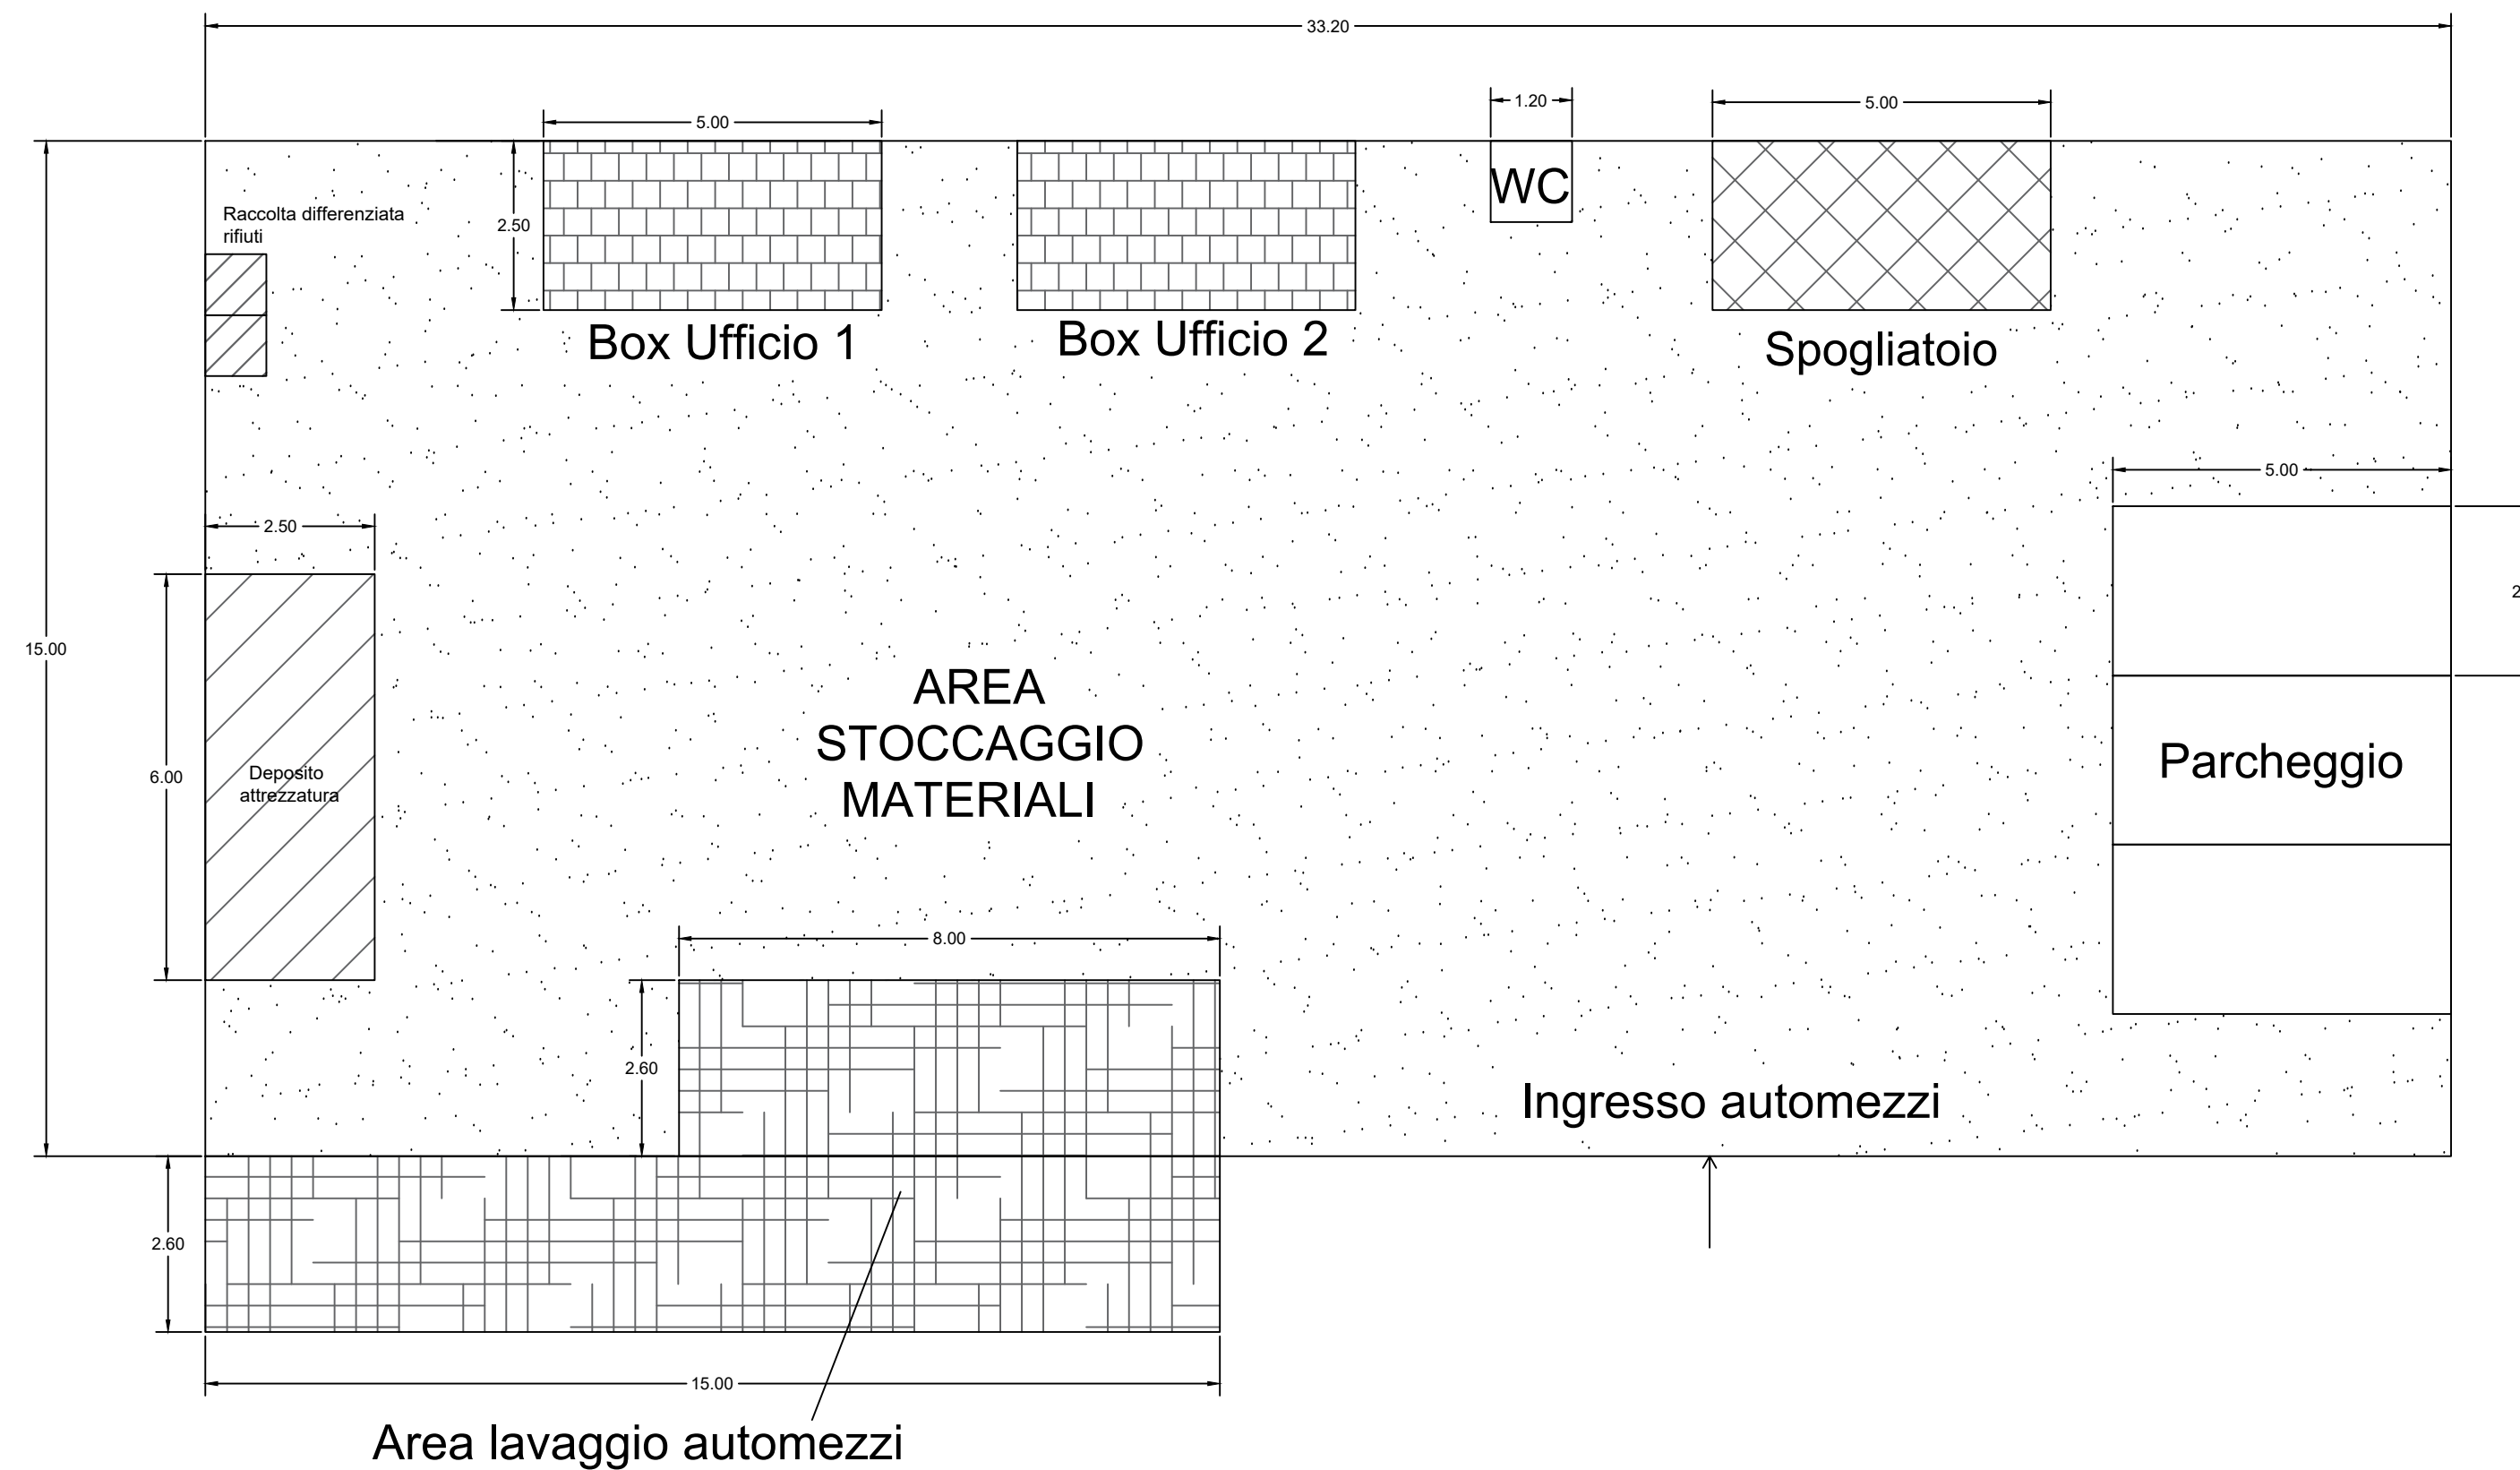 33.20
1.20
5.00
5.00
WC
Raccolta differenziata
rifiuti
2.50
Box Ufficio 1
Box Ufficio 2
Spogliatoio
5.00
2.50
15.00
AREA
STOCCAGGIO
MATERIALI
6.00
Deposito
attrezzatura
Parcheggio
8.00
2.60
Ingresso automezzi
2.60
15.00
Area lavaggio automezzi